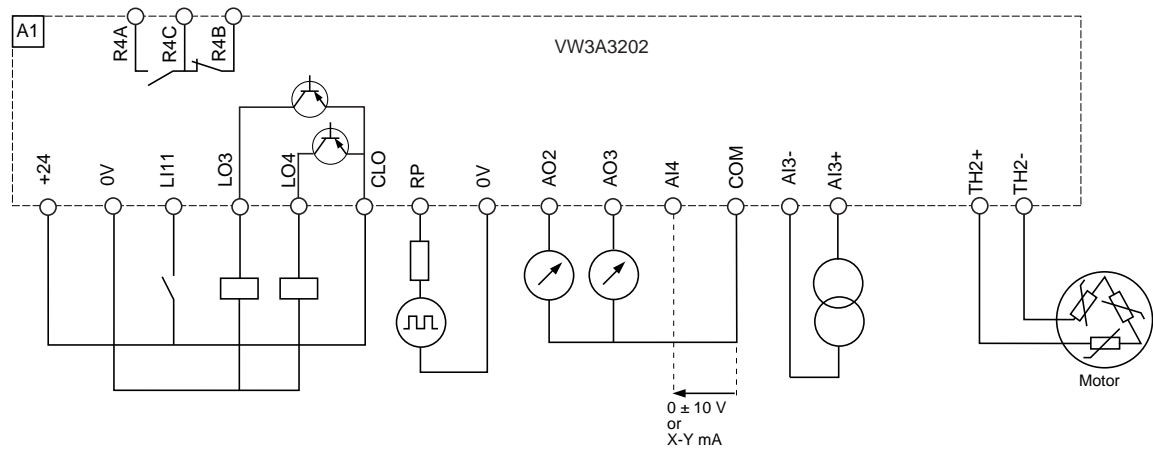 A1
R4A
R4C
R4B
VW3A3202
+24
0V
LI11
LO3
LO4
CLO
RP
0V
AO2
AO3
AI4
COM
AI3-
AI3+
TH2+
TH2-
Motor
0 ± 10 V
or
X-Y mA